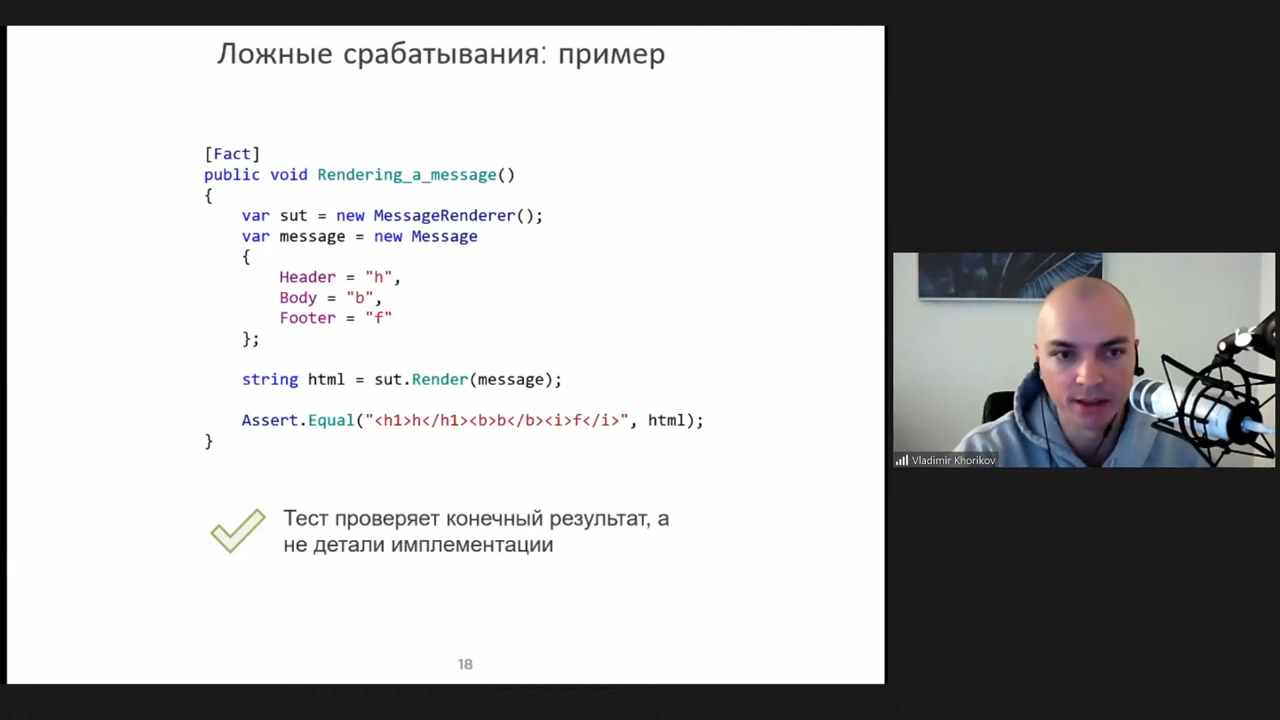 Ложные срабатывания: пример
[Fact]
public void Rendering_a_message()
{
    var sut = new MessageRenderer();
    var message = new Message
    {
        Header = "h",
        Body = "b",
        Footer = "f"
    };
    string html = sut.Render(message);
    Assert.Equal("<h1>h</h1><b>b</b><i>f</i>", html);
}
Тест проверяет конечный результат, а
не детали имплементации
18
Vladimir Khorikov